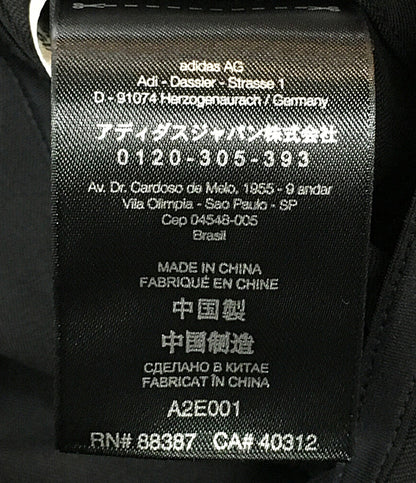 adidas AG
Adi - Dassler - Strasse 1
D - 91074 Herzogenaurach / Germany
アディダスジャパン株式会社
0120-305-393
Av. Dr. Cardoso de Melo, 1955 - 9 andar
Vila Olimpia - Sao Paulo - SP
Cep 04548-005
Brasil
MADE IN CHINA
FABRIQUÉ EN CHINE
中国製
中国制造
СДЕЛАНО В КИТАЕ
FABRICAT ÎN CHINA
A2E001
RN# 88387 CA# 40312